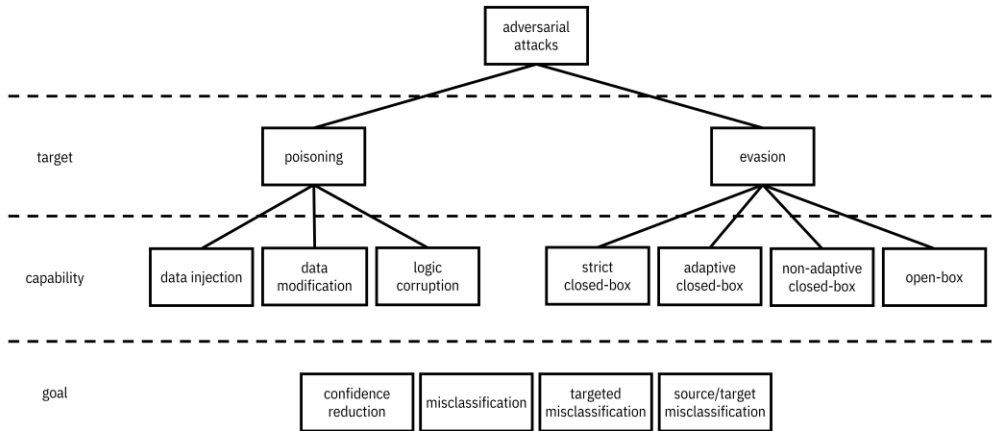 adversarial
attacks
target
poisoning
evasion
capability
data injection
data
modification
logic
corruption
strict
closed-box
adaptive
closed-box
non-adaptive
closed-box
open-box
goal
confidence
reduction
misclassification
targeted
misclassification
source/target
misclassification